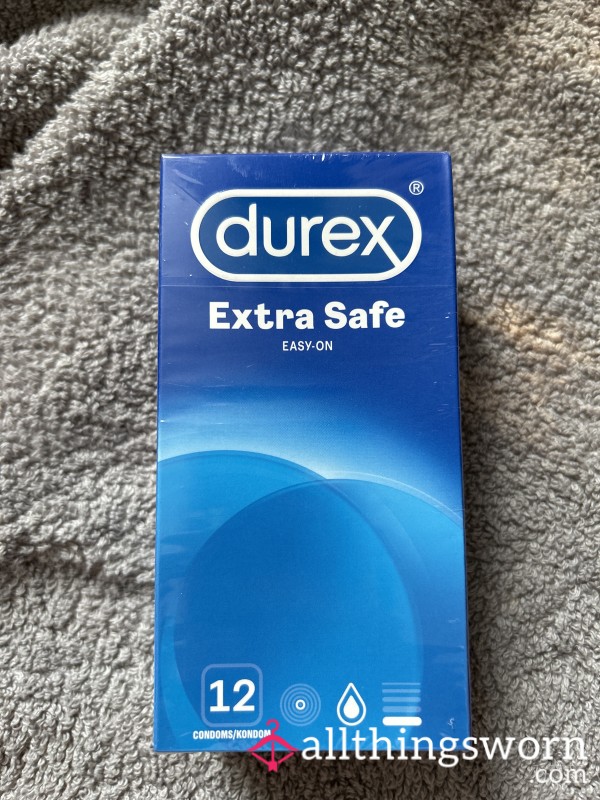 durex®
Extra Safe
EASY-ON
12
CONDOMS/KONDOM
allthingsworn
.com